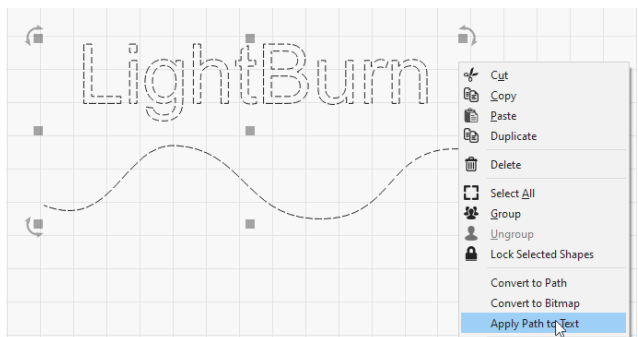 LightBurn
Cut
Copy
Paste
Duplicate
Delete
Select All
Group
Ungroup
Lock Selected Shapes
Convert to Path
Convert to Bitmap
Apply Path to Text